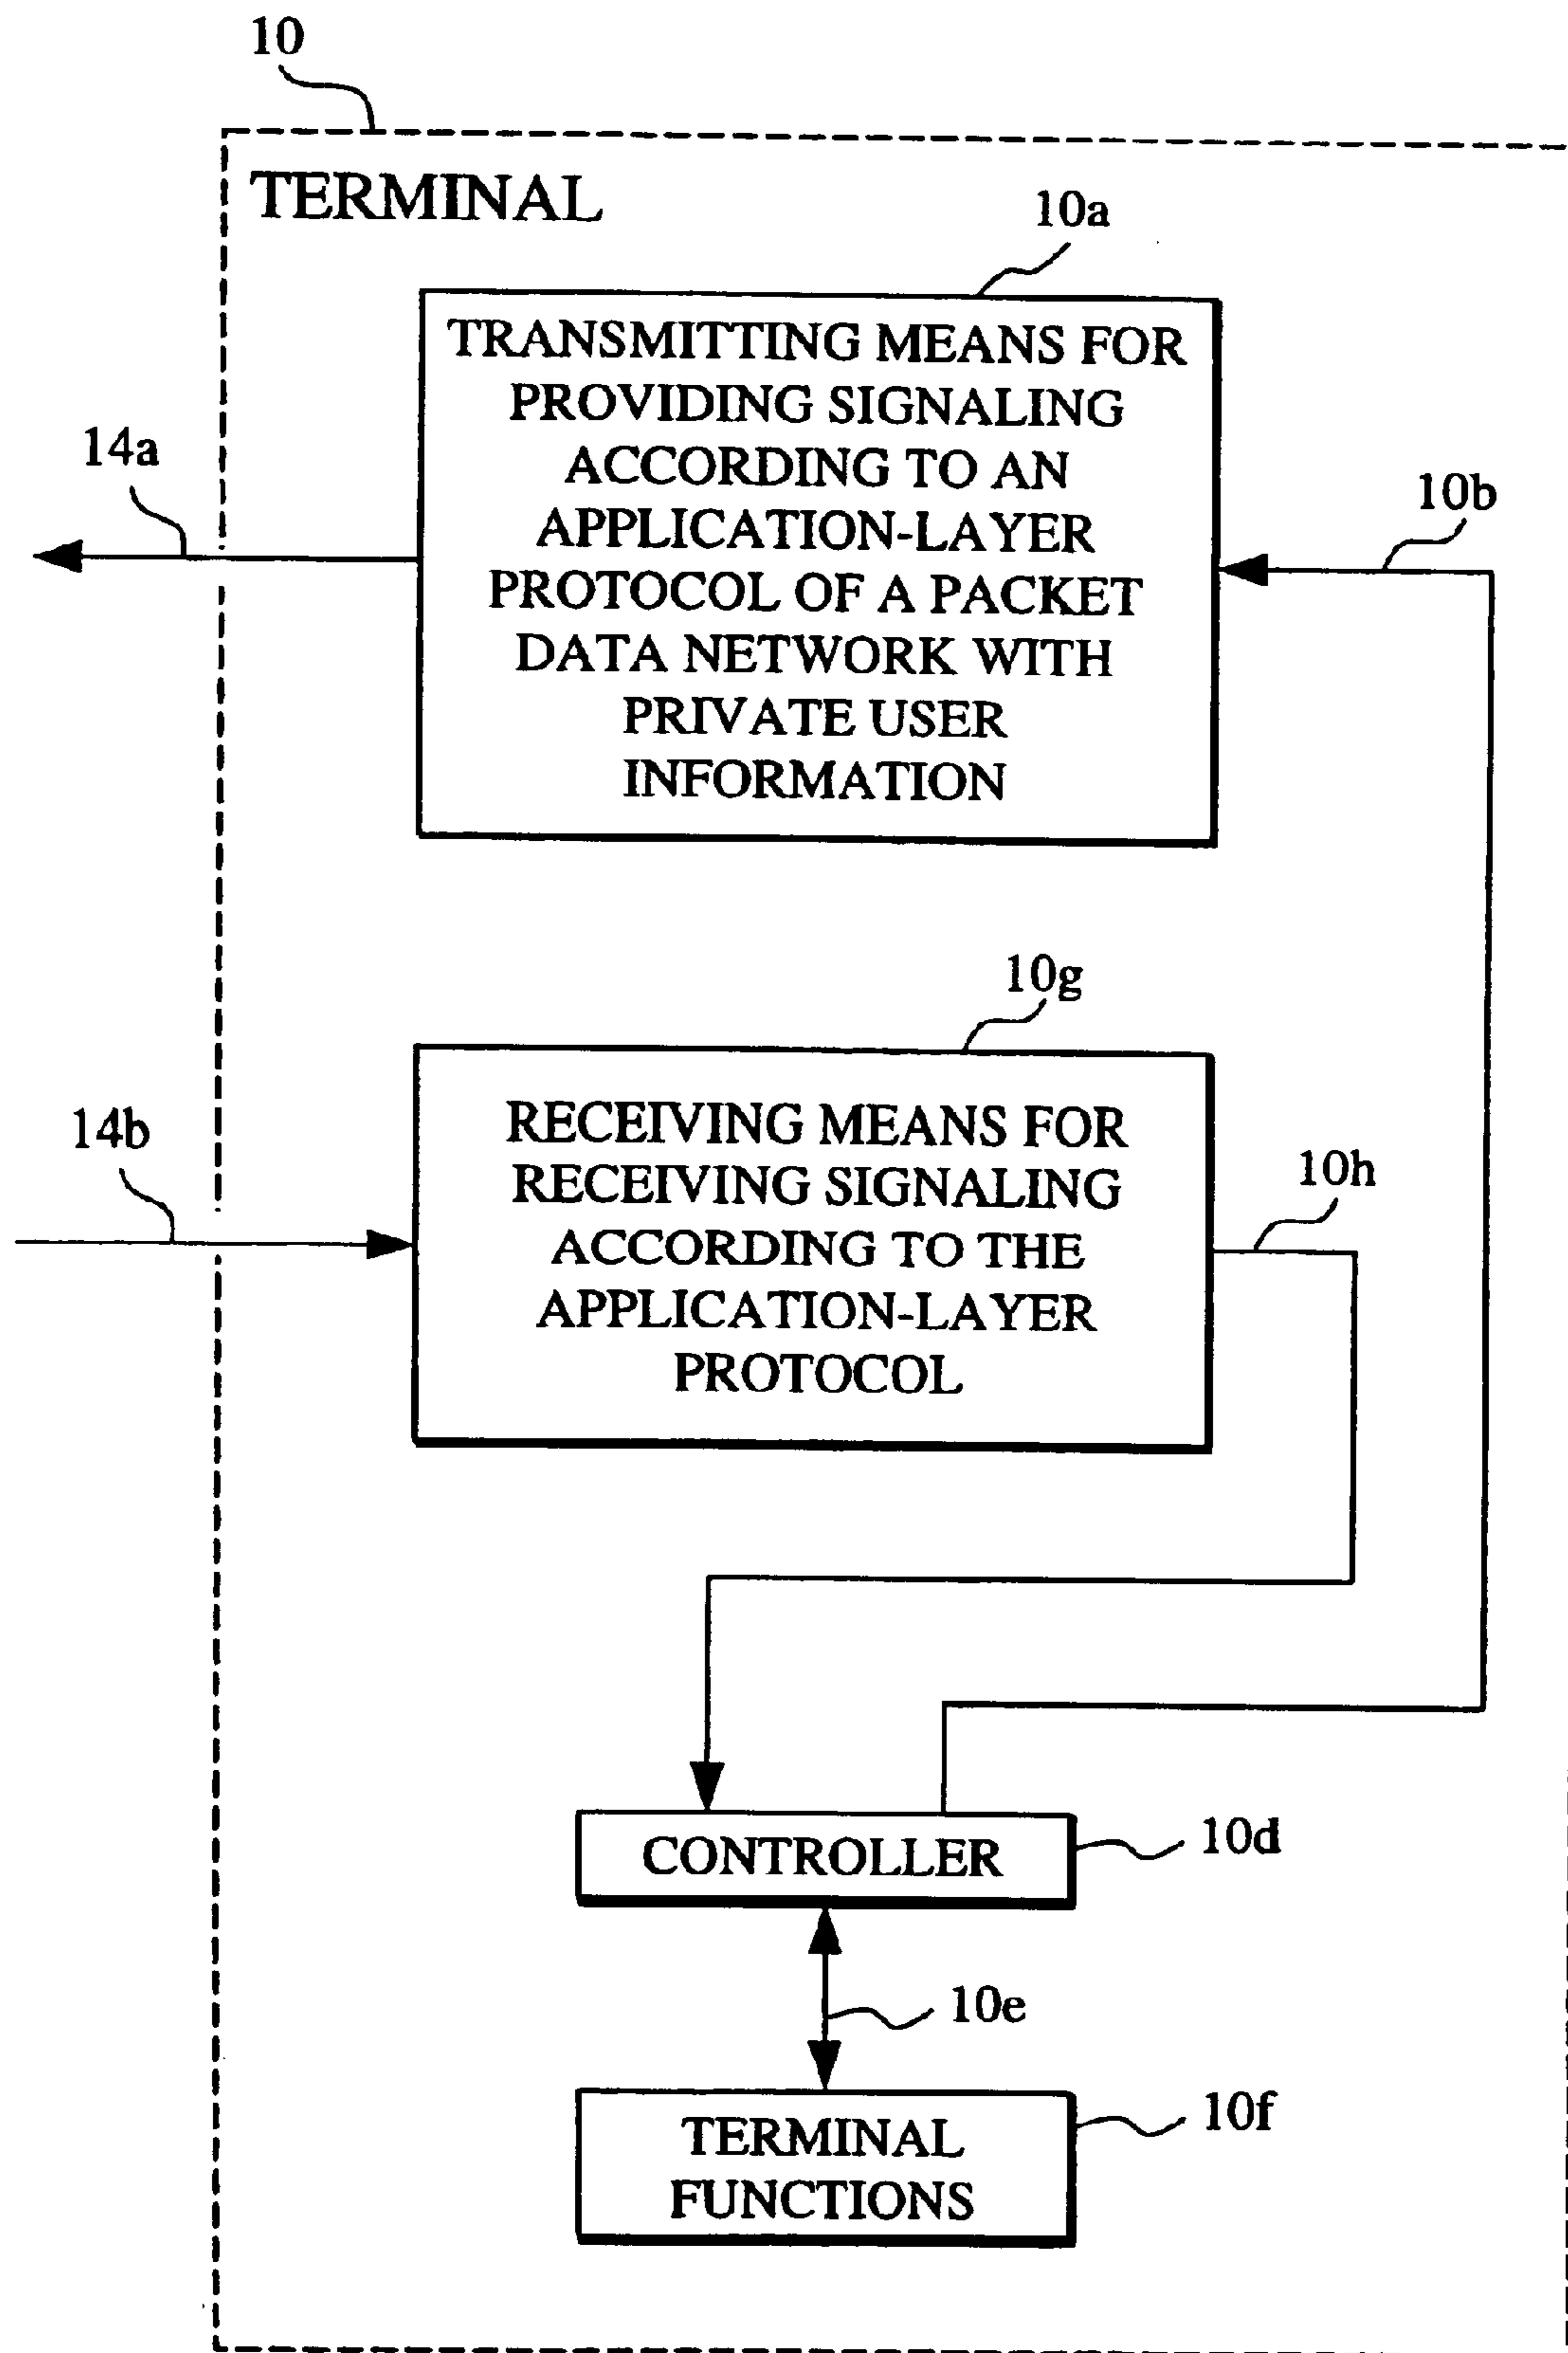 10
TERMINAL
10a
TRANSMITTING MEANS FOR
PROVIDING SIGNALING
ACCORDING TO AN
APPLICATION-LAYER
PROTOCOL OF A PACKET
DATA NETWORK WITH
PRIVATE USER
INFORMATION
14a
10b
10g
RECEIVING MEANS FOR
RECEIVING SIGNALING
ACCORDING TO THE
APPLICATION-LAYER
PROTOCOL
14b
10h
CONTROLLER
10d
10e
TERMINAL
FUNCTIONS
10f